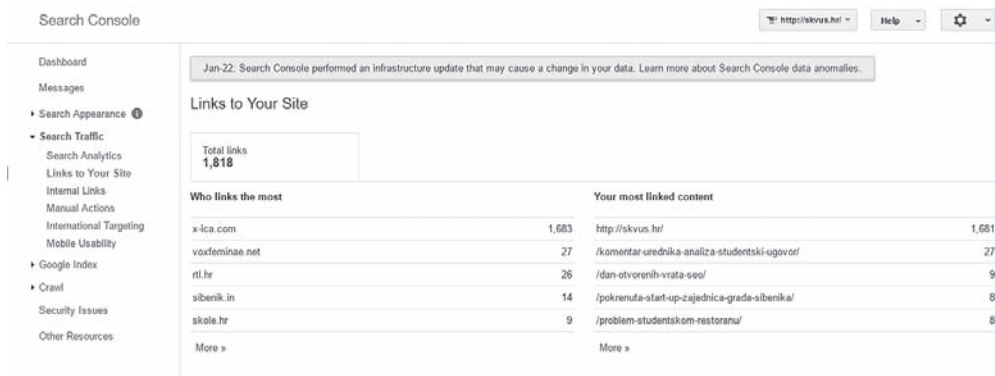 Search Console
http://skvus.hr/
Help
Dashboard
Messages
Search Appearance
Search Traffic
Search Analytics
Links to Your Site
Internal Links
Manual Actions
International Targeting
Mobile Usability
Google Index
Crawl
Security Issues
Other Resources
Jan-22: Search Console performed an infrastructure update that may cause a change in your data. Learn more about Search Console data anomalies.
Links to Your Site
Total links
1,818
Who links the most
x-lca.com 1,683
voxfeminae.net 27
rtl.hr 26
sibenik.in 14
skole.hr 9
More »
Your most linked content
http://skvus.hr/ 1,681
/komentar-urednika-analiza-studentski-ugovor/ 27
/dan-otvorenih-vrata-seo/ 9
/pokrenuta-start-up-zajednica-grada-sibenika/ 8
/problem-studentskom-restoranu/ 8
More »